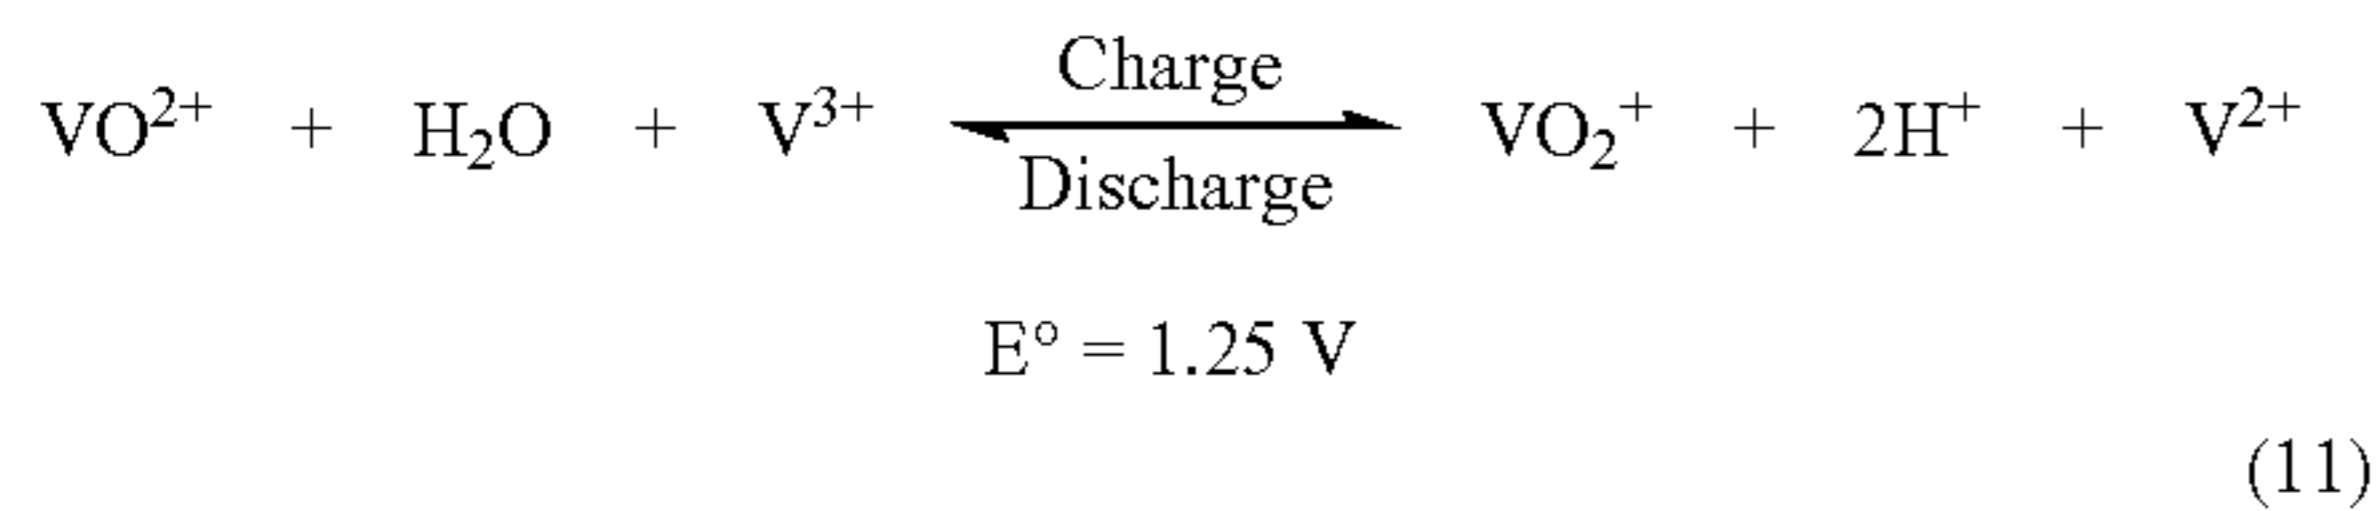 Charge
VO²⁺ + H₂O + V³⁺ ⇌ VO₂⁺ + 2H⁺ + V²⁺
Discharge
E° = 1.25 V
(11)